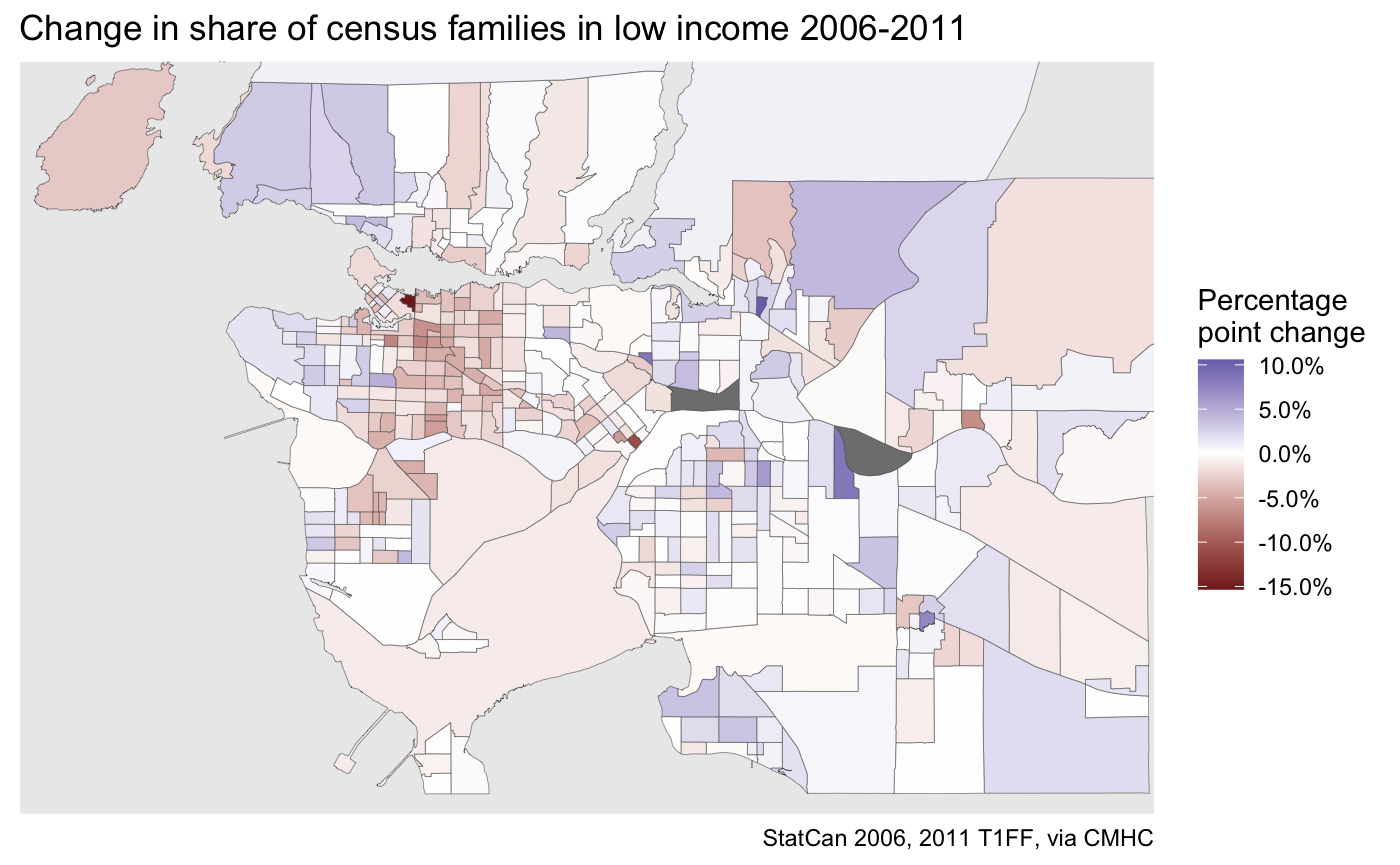 Change in share of census families in low income 2006-2011
Percentage
point change
10.0%
5.0%
0.0%
-5.0%
-10.0%
-15.0%
StatCan 2006, 2011 T1FF, via CMHC